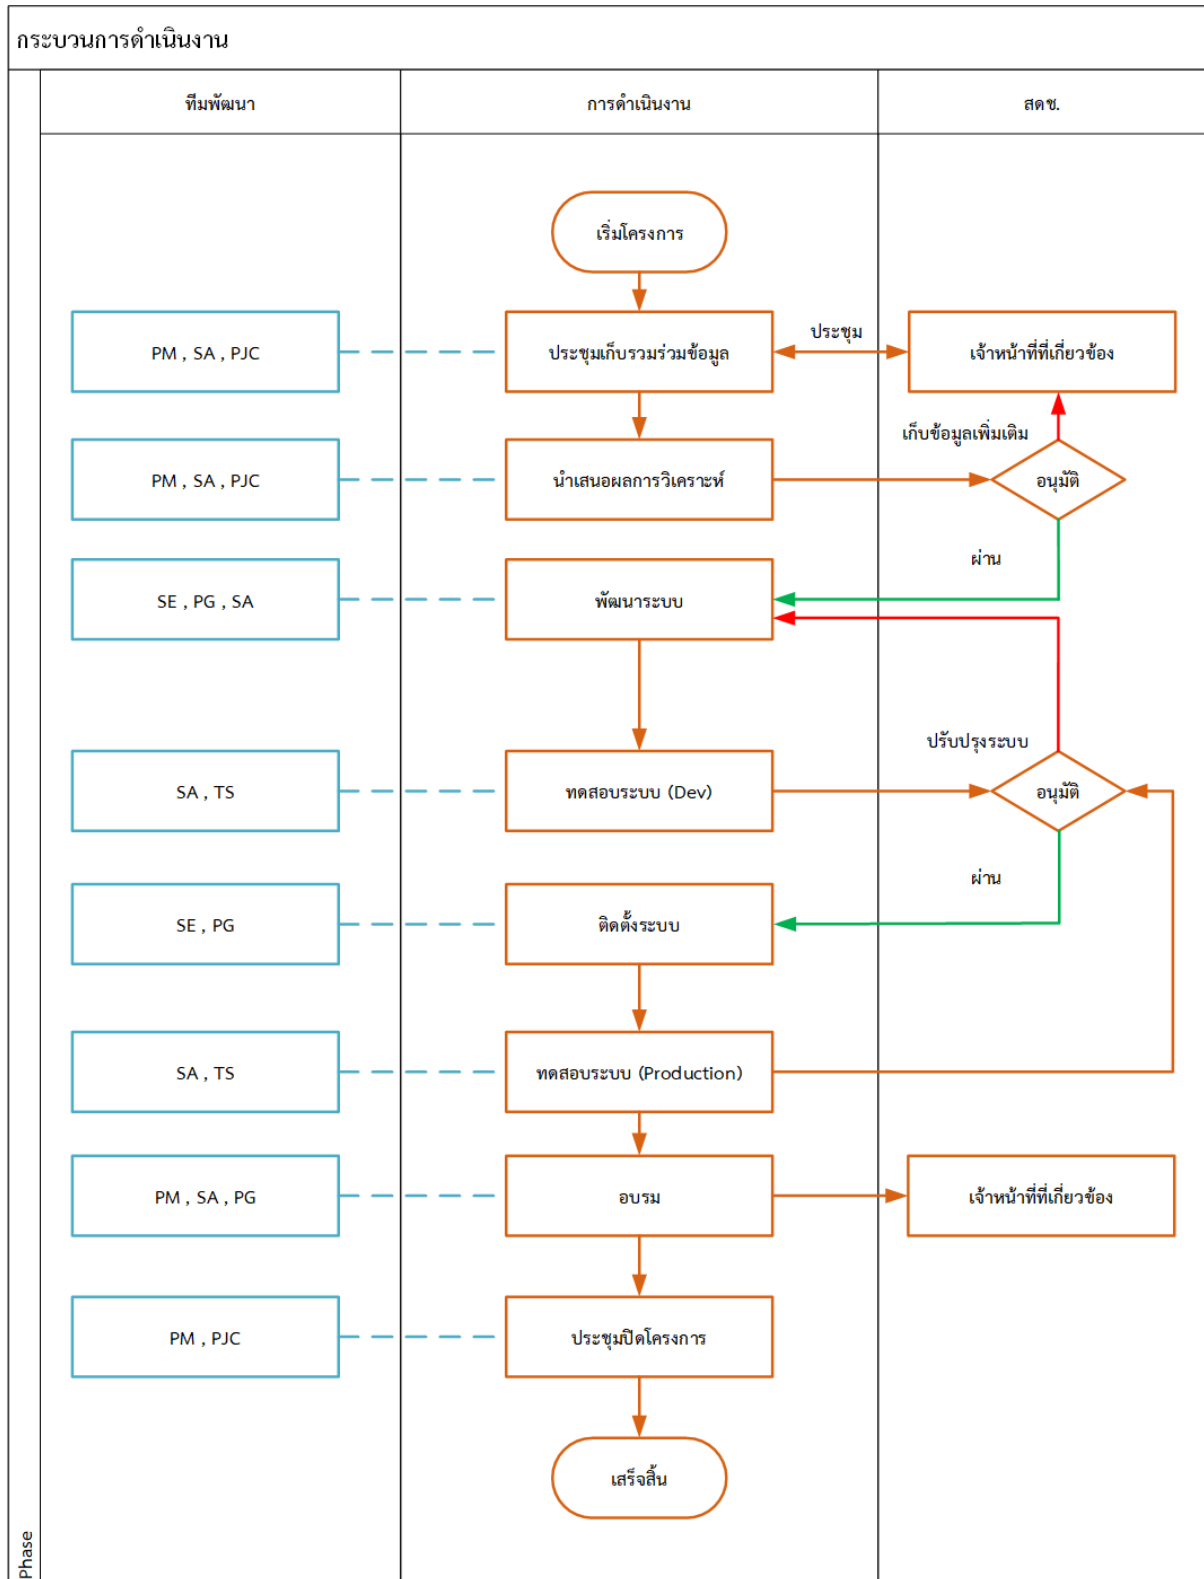 กระบวนการดำเนินงาน
ทีมพัฒนา
การดำเนินงาน
สดช.
เริ่มโครงการ
PM , SA , PJC
ประชุมเก็บรวมร่วมข้อมูล
ประชุม
เจ้าหน้าที่ที่เกี่ยวข้อง
เก็บข้อมูลเพิ่มเติม
PM , SA , PJC
นำเสนอผลการวิเคราะห์
อนุมัติ
ผ่าน
SE , PG , SA
พัฒนาระบบ
ปรับปรุงระบบ
SA , TS
ทดสอบระบบ (Dev)
อนุมัติ
ผ่าน
SE , PG
ติดตั้งระบบ
SA , TS
ทดสอบระบบ (Production)
PM , SA , PG
อบรม
เจ้าหน้าที่ที่เกี่ยวข้อง
PM , PJC
ประชุมปิดโครงการ
เสร็จสิ้น
Phase